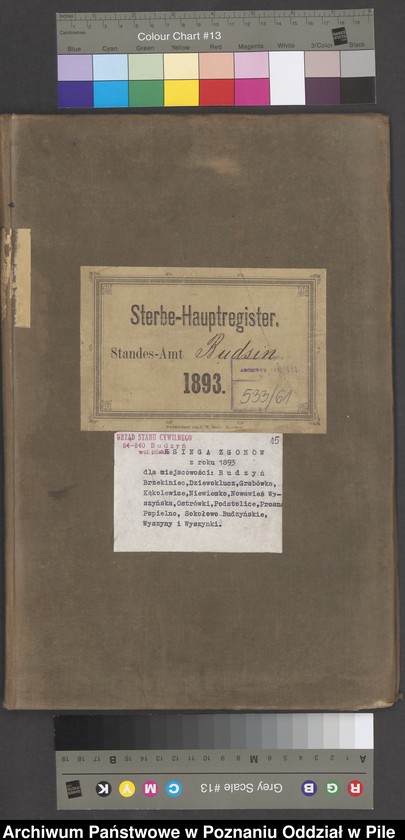 Colour Chart #13
Blue Cyan Green Yellow Red Magenta White 3/Color Black
Sterbe-Hauptregister.
Standes-Amt Budsin.
1893.
533/61
URZĄD STANU CYWILNEGO
64-840 Budzyń
45
KSIĘGA ZGONÓW
z roku 1893
dla miejscowości: Budzyń
Brzekiniec,Dziewoklucz,Grabówka,
Kąkolewice,Niewiemko,Nowawieś Wy-
szyńska,Ostrówki,Podstolice,Prosna
Popielno, Sokołowo Budzyńskie,
Wyszyny i Wyszynki.
Grey Scale #13
R G B C M Y K
A M B
Archiwum Państwowe w Poznaniu Oddział w Pile